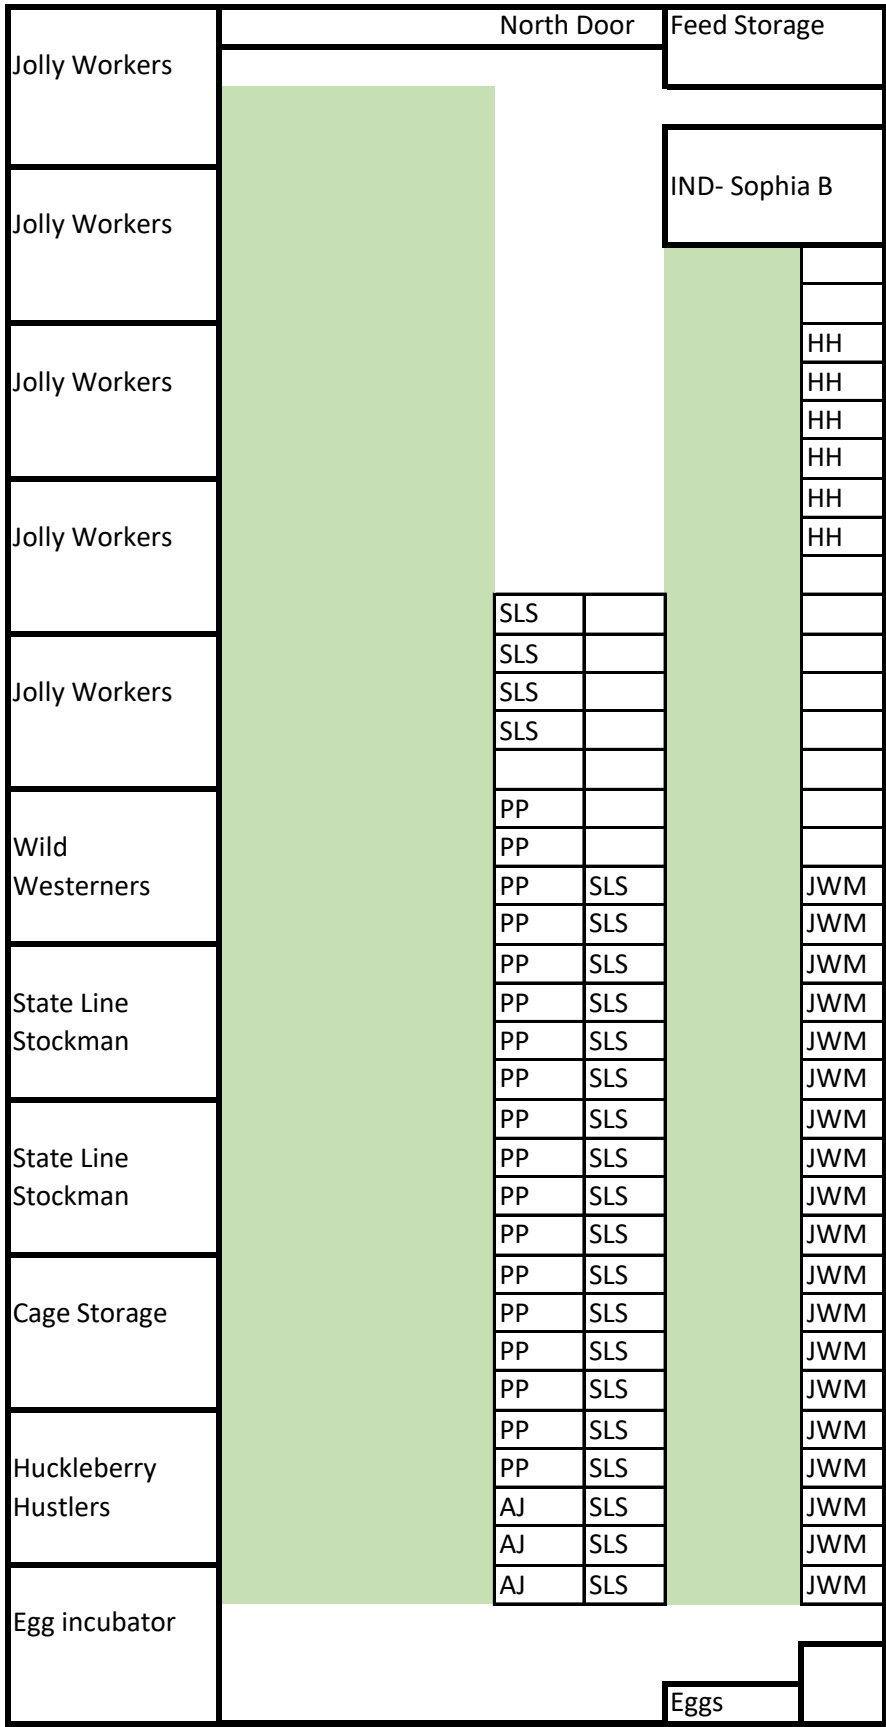 North Door Feed Storage
Jolly Workers
IND- Sophia B
Jolly Workers
HH
Jolly Workers HH
HH
HH
HH
Jolly Workers HH
SLS
SLS
Jolly Workers SLS
SLS
PP
Wild PP
Westerners PP SLS JWM
PP SLS JWM
PP SLS JWM
State Line PP SLS JWM
Stockman PP SLS JWM
PP SLS JWM
PP SLS JWM
State Line PP SLS JWM
Stockman PP SLS JWM
PP SLS JWM
PP SLS JWM
Cage Storage PP SLS JWM
PP SLS JWM
PP SLS JWM
PP SLS JWM
Huckleberry PP SLS JWM
Hustlers AJ SLS JWM
AJ SLS JWM
AJ SLS JWM
Egg incubator
Eggs